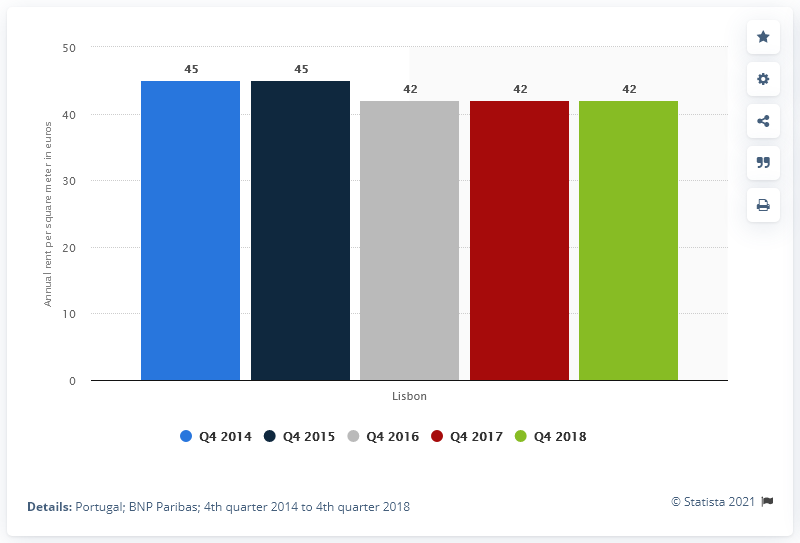 50
45
45
42
42
42
40
30
20
10
0
Annual rent per square meter in euros
Lisbon
Q4 2014 Q4 2015 Q4 2016 Q4 2017 Q4 2018
© Statista 2021
Details: Portugal; BNP Paribas; 4th quarter 2014 to 4th quarter 2018